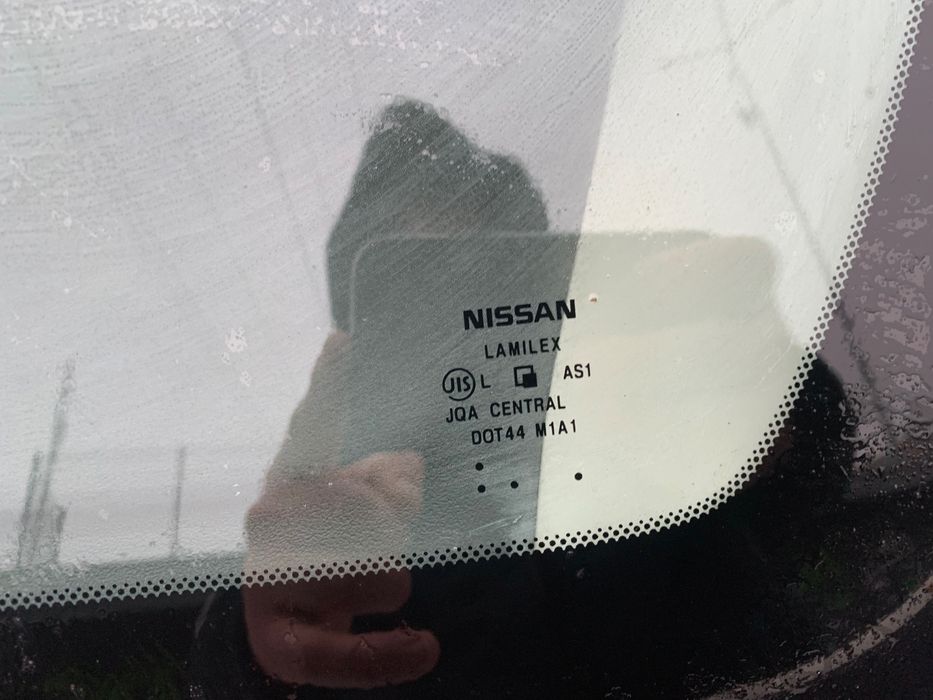 NISSAN
LAMILEX
JIS L AS1
JQA CENTRAL
DOT44 M1A1